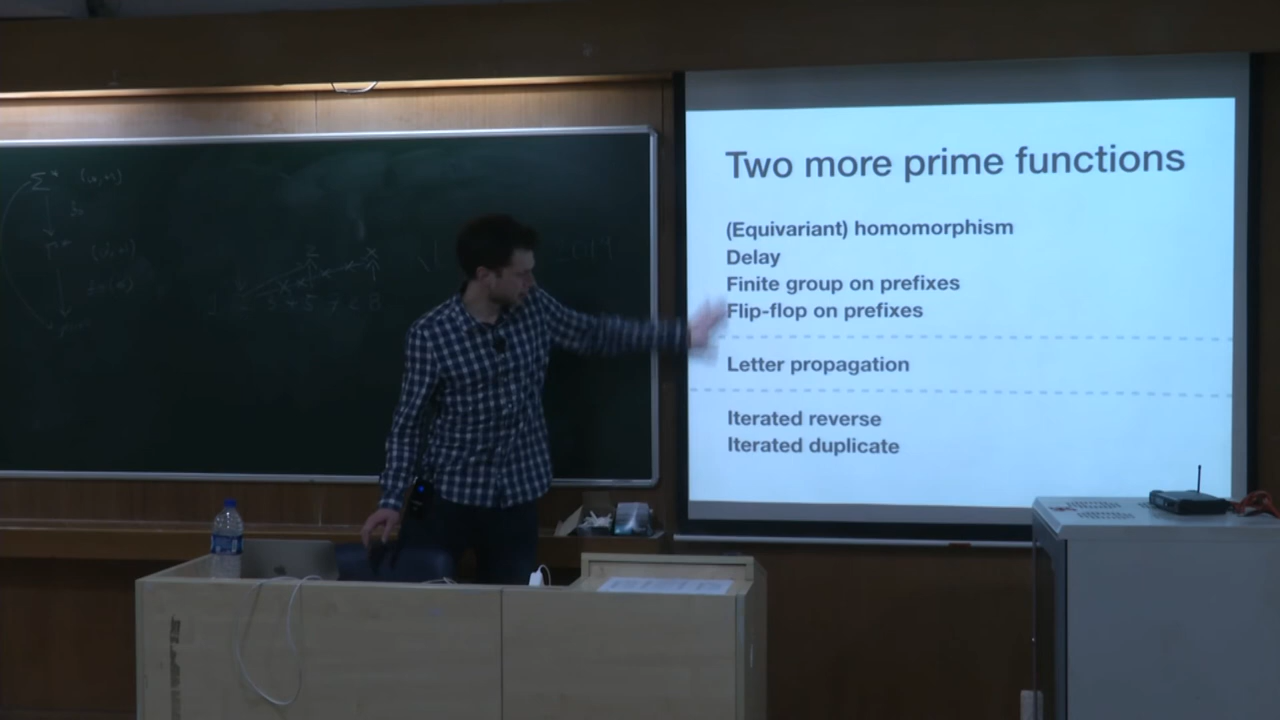 Σ*
Two more prime functions
(Equivariant) homomorphism
Delay
Finite group on prefixes
Flip-flop on prefixes
Letter propagation
Iterated reverse
Iterated duplicate